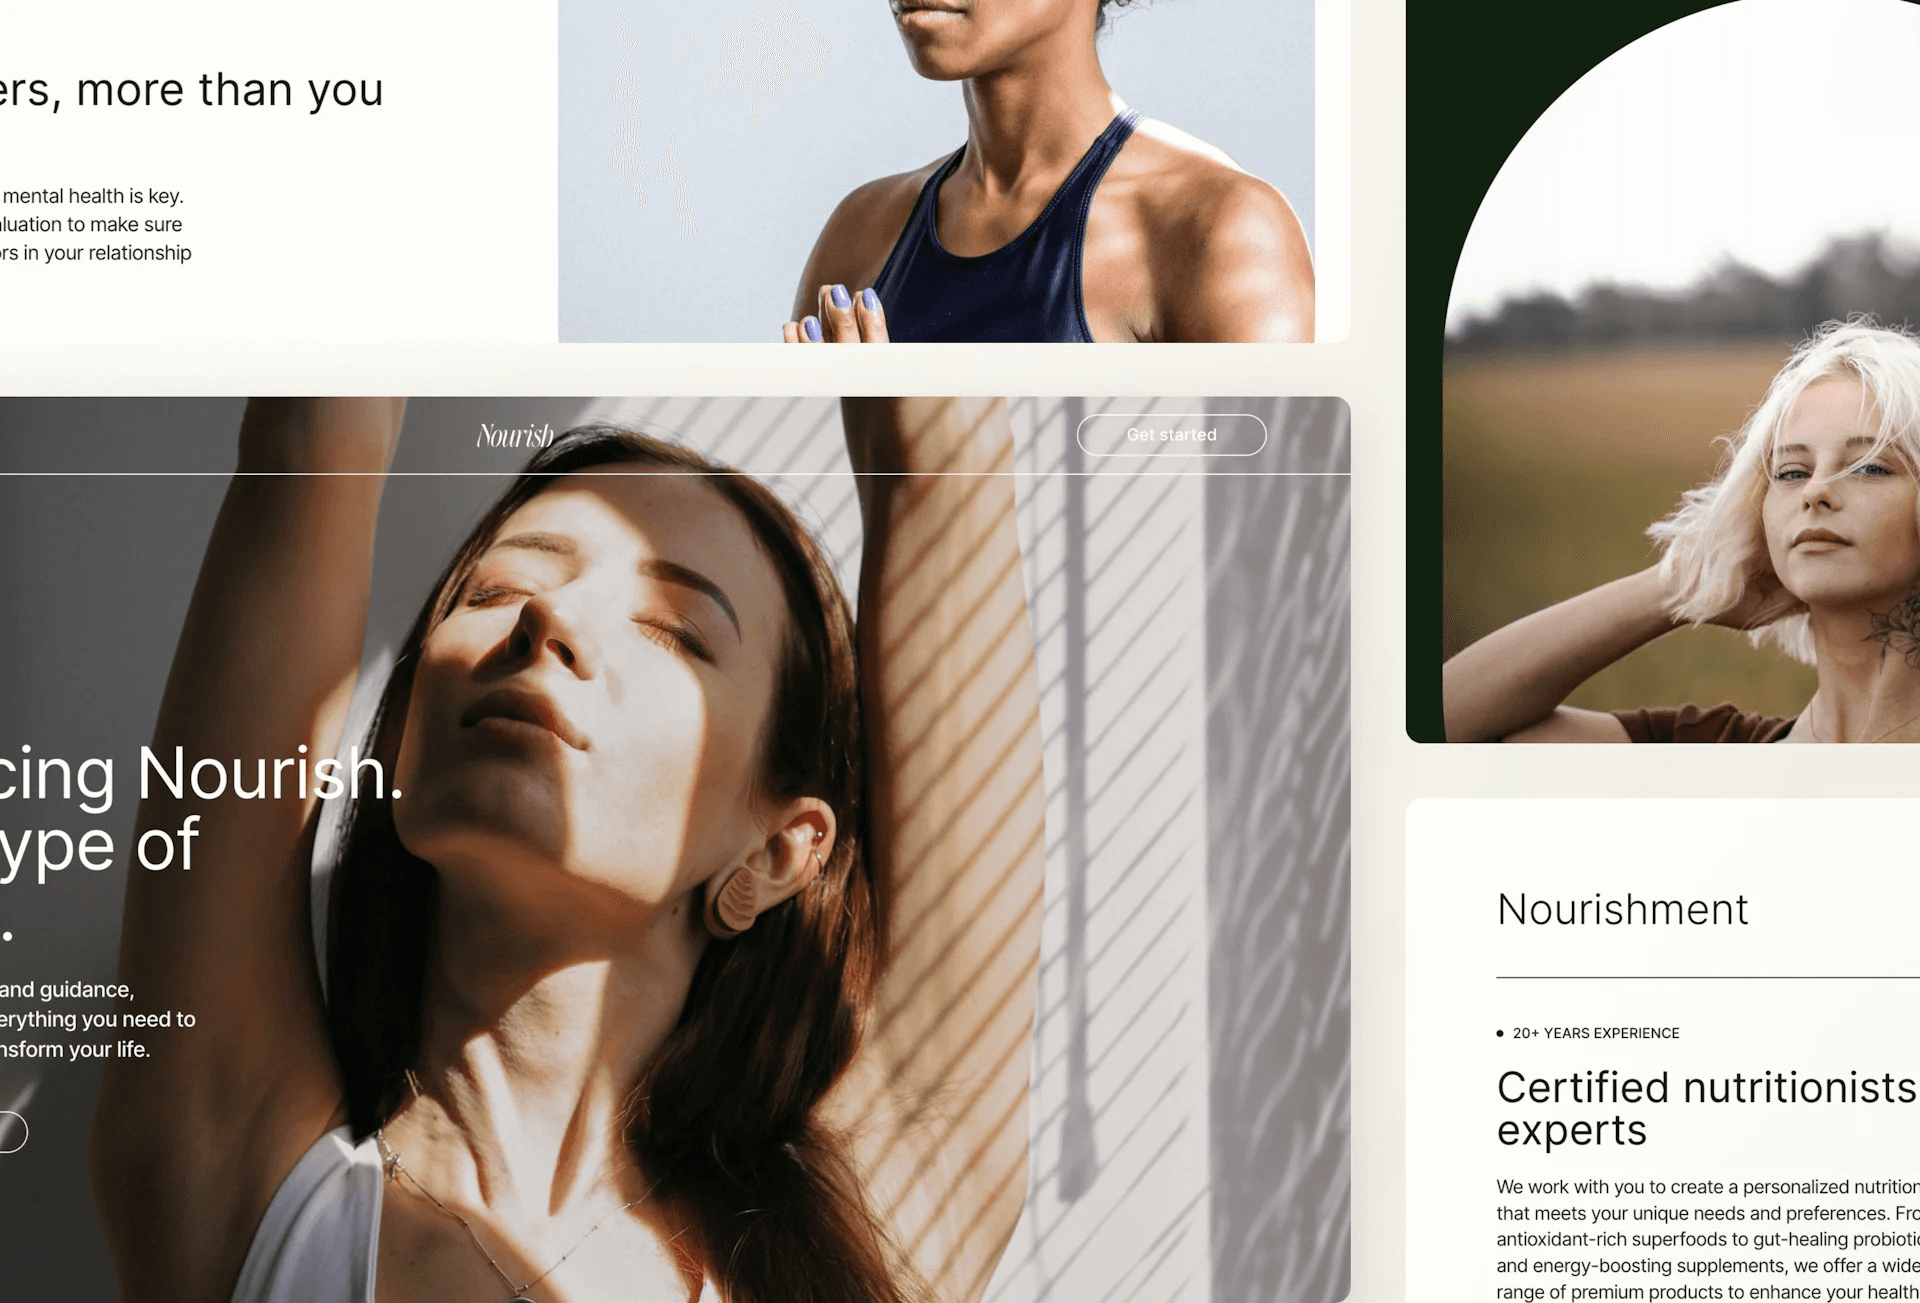 ers, more than you
mental health is key.
luation to make sure
rs in your relationship
Nourish
Get started
cing Nourish.
ype of
.
and guidance,
erything you need to
nsform your life.
Nourishment
20+ YEARS EXPERIENCE
Certified nutritionists
experts
We work with you to create a personalized nutrition
that meets your unique needs and preferences. Fro
antioxidant-rich superfoods to gut-healing probiotic
and energy-boosting supplements, we offer a wide
range of premium products to enhance your health